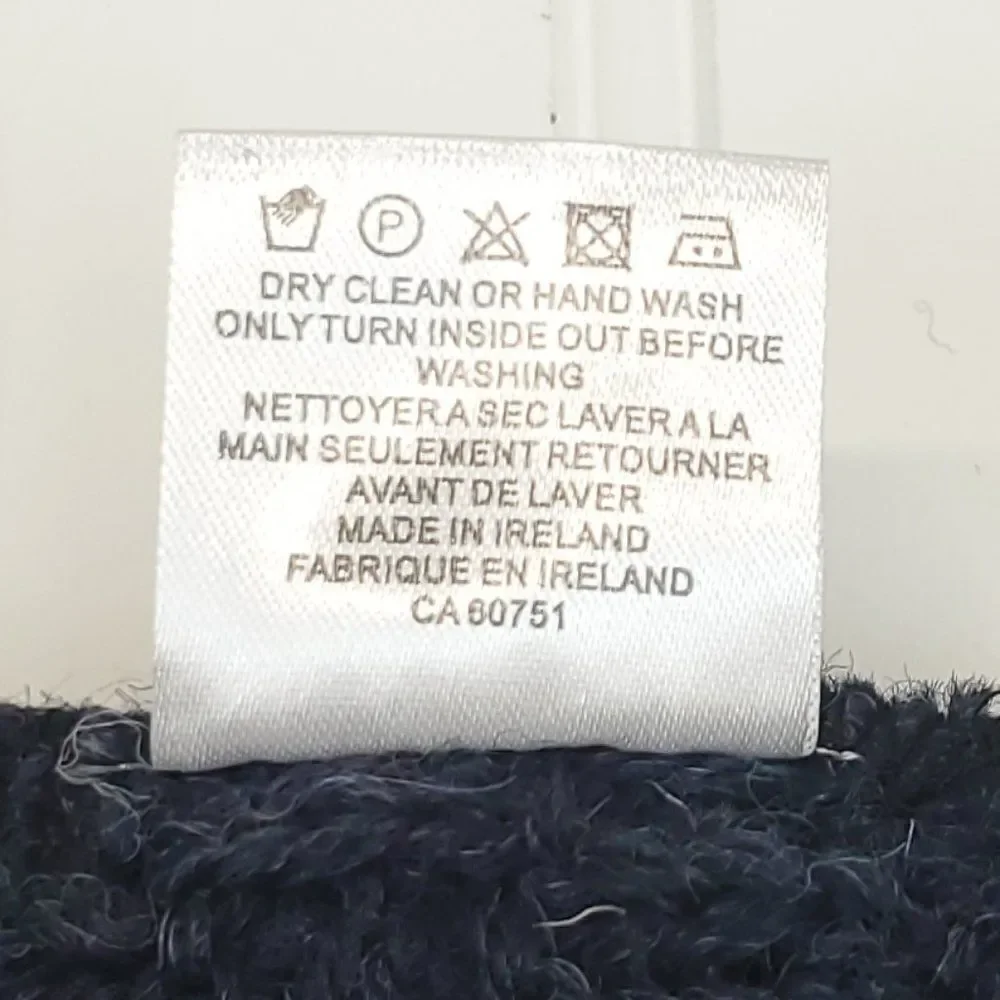 P
DRY CLEAN OR HAND WASH
ONLY TURN INSIDE OUT BEFORE
WASHING
NETTOYER A SEC LAVER A LA
MAIN SEULEMENT RETOURNER
AVANT DE LAVER
MADE IN IRELAND
FABRIQUE EN IRELAND
CA 60751